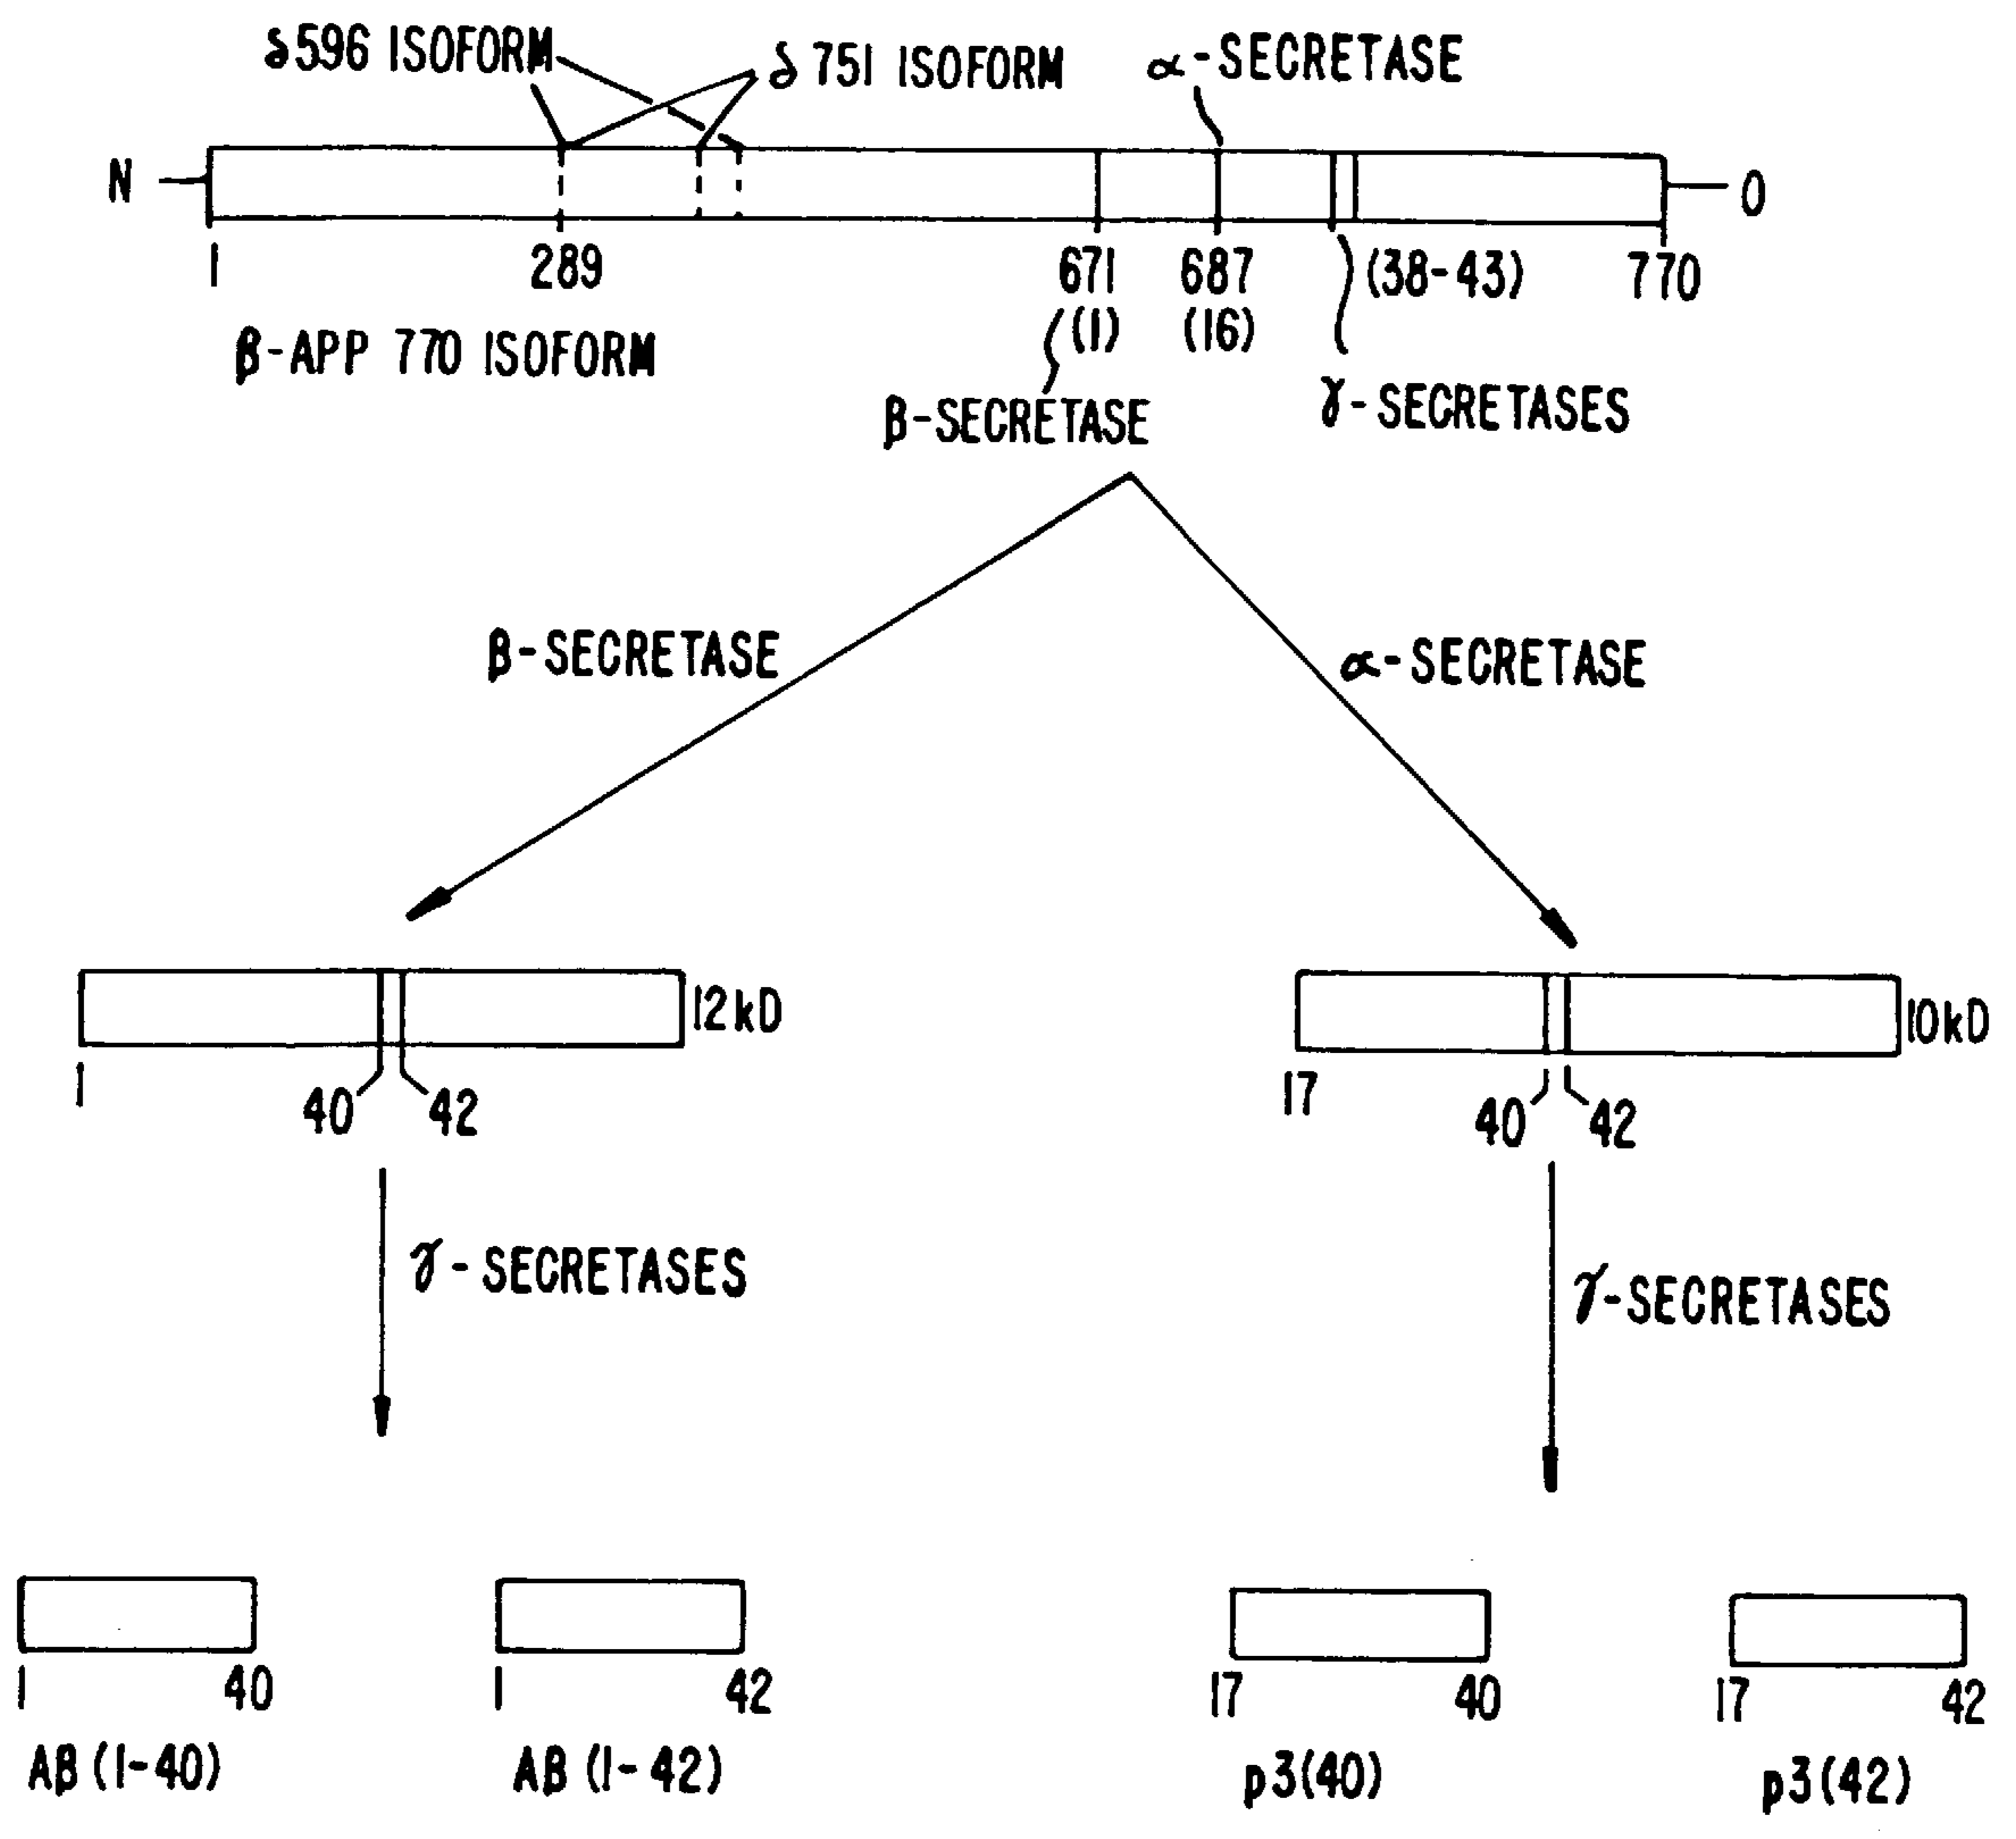 δ596 ISOFORM
δ 751 ISOFORM
α-SECRETASE
N
O
1
289
671
687
(38-43)
770
(1)
(16)
β-APP 770 ISOFORM
β-SECRETASE
γ-SECRETASES
β-SECRETASE
α-SECRETASE
12kD
10kD
1
40
42
17
40
42
γ-SECRETASES
γ-SECRETASES
1
40
1
42
17
40
17
42
Aβ (1-40)
Aβ (1-42)
p3(40)
p3(42)